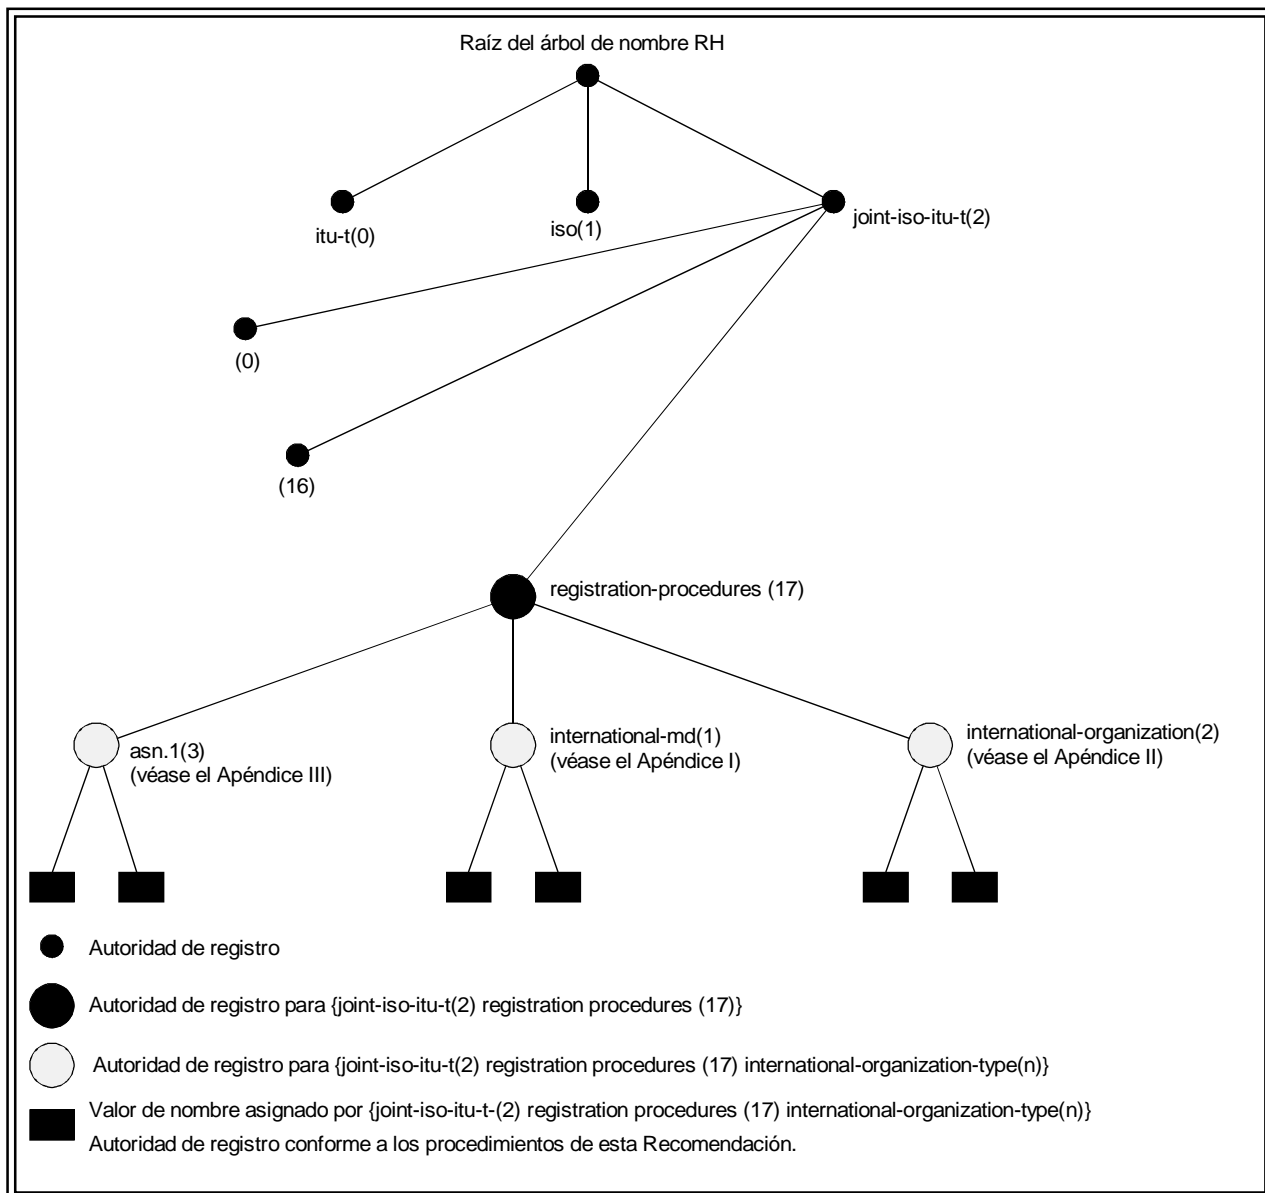 Raíz del árbol de nombre RH
itu-t(0)
iso(1)
joint-iso-itu-t(2)
(0)
(16)
registration-procedures (17)
asn.1(3)
(véase el Apéndice III)
international-md(1)
(véase el Apéndice I)
international-organization(2)
(véase el Apéndice II)
Autoridad de registro
Autoridad de registro para {joint-iso-itu-t(2) registration procedures (17)}
Autoridad de registro para {joint-iso-itu-t(2) registration procedures (17) international-organization-type(n)}
Valor de nombre asignado por {joint-iso-itu-t-(2) registration procedures (17) international-organization-type(n)}
Autoridad de registro conforme a los procedimientos de esta Recomendación.